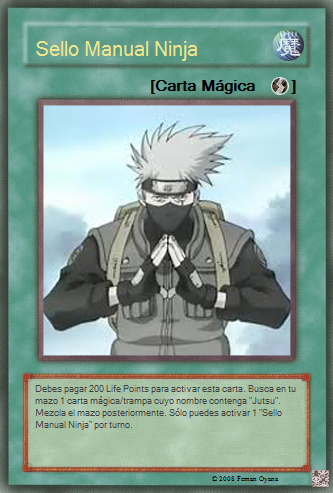 Sello Manual Ninja
魔
[Carta Mágica ]
Debes pagar 200 Life Points para activar esta carta. Busca en tu
mazo 1 carta mágica/trampa cuyo nombre contenga "Jutsu".
Mezcla el mazo posteriormente. Sólo puedes activar 1 "Sello
Manual Ninja" por turno.
© 2008 Fernan Oyana